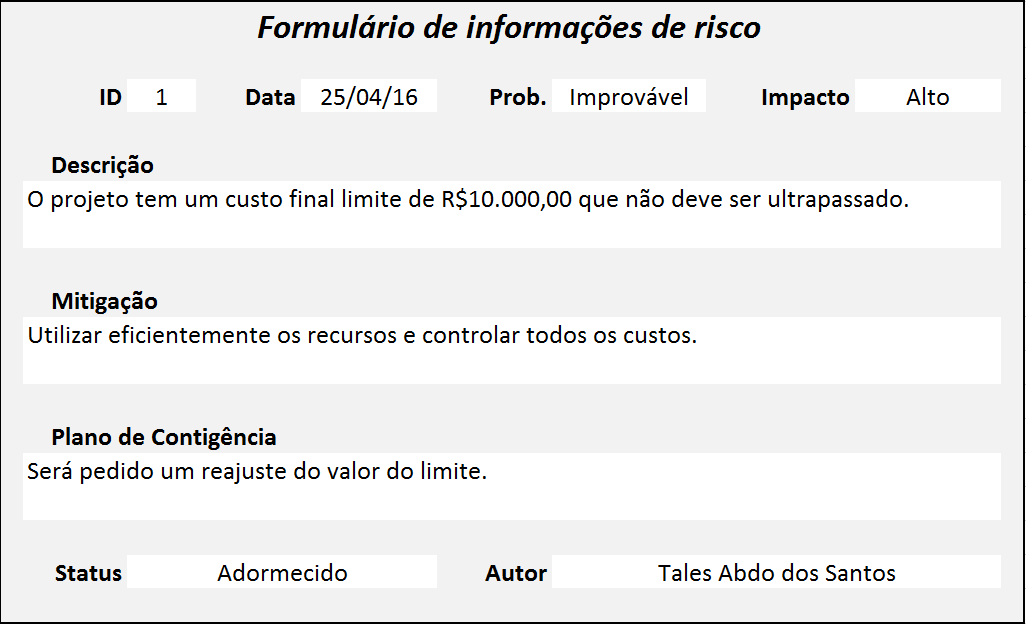 Formulário de informações de risco
ID 1 Data 25/04/16 Prob. Improvável Impacto Alto
Descrição
O projeto tem um custo final limite de R$10.000,00 que não deve ser ultrapassado.
Mitigação
Utilizar eficientemente os recursos e controlar todos os custos.
Plano de Contigência
Será pedido um reajuste do valor do limite.
Status Adormecido Autor Tales Abdo dos Santos